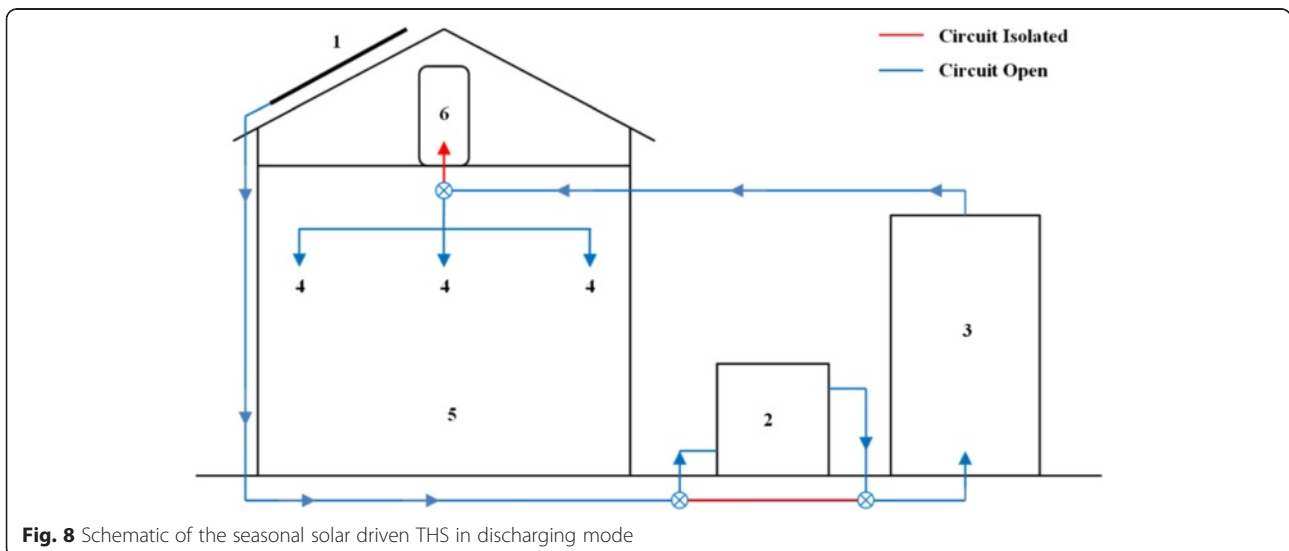 1
Circuit Isolated
Circuit Open
6
4 4 4
3
5
2
Fig. 8 Schematic of the seasonal solar driven THS in discharging mode